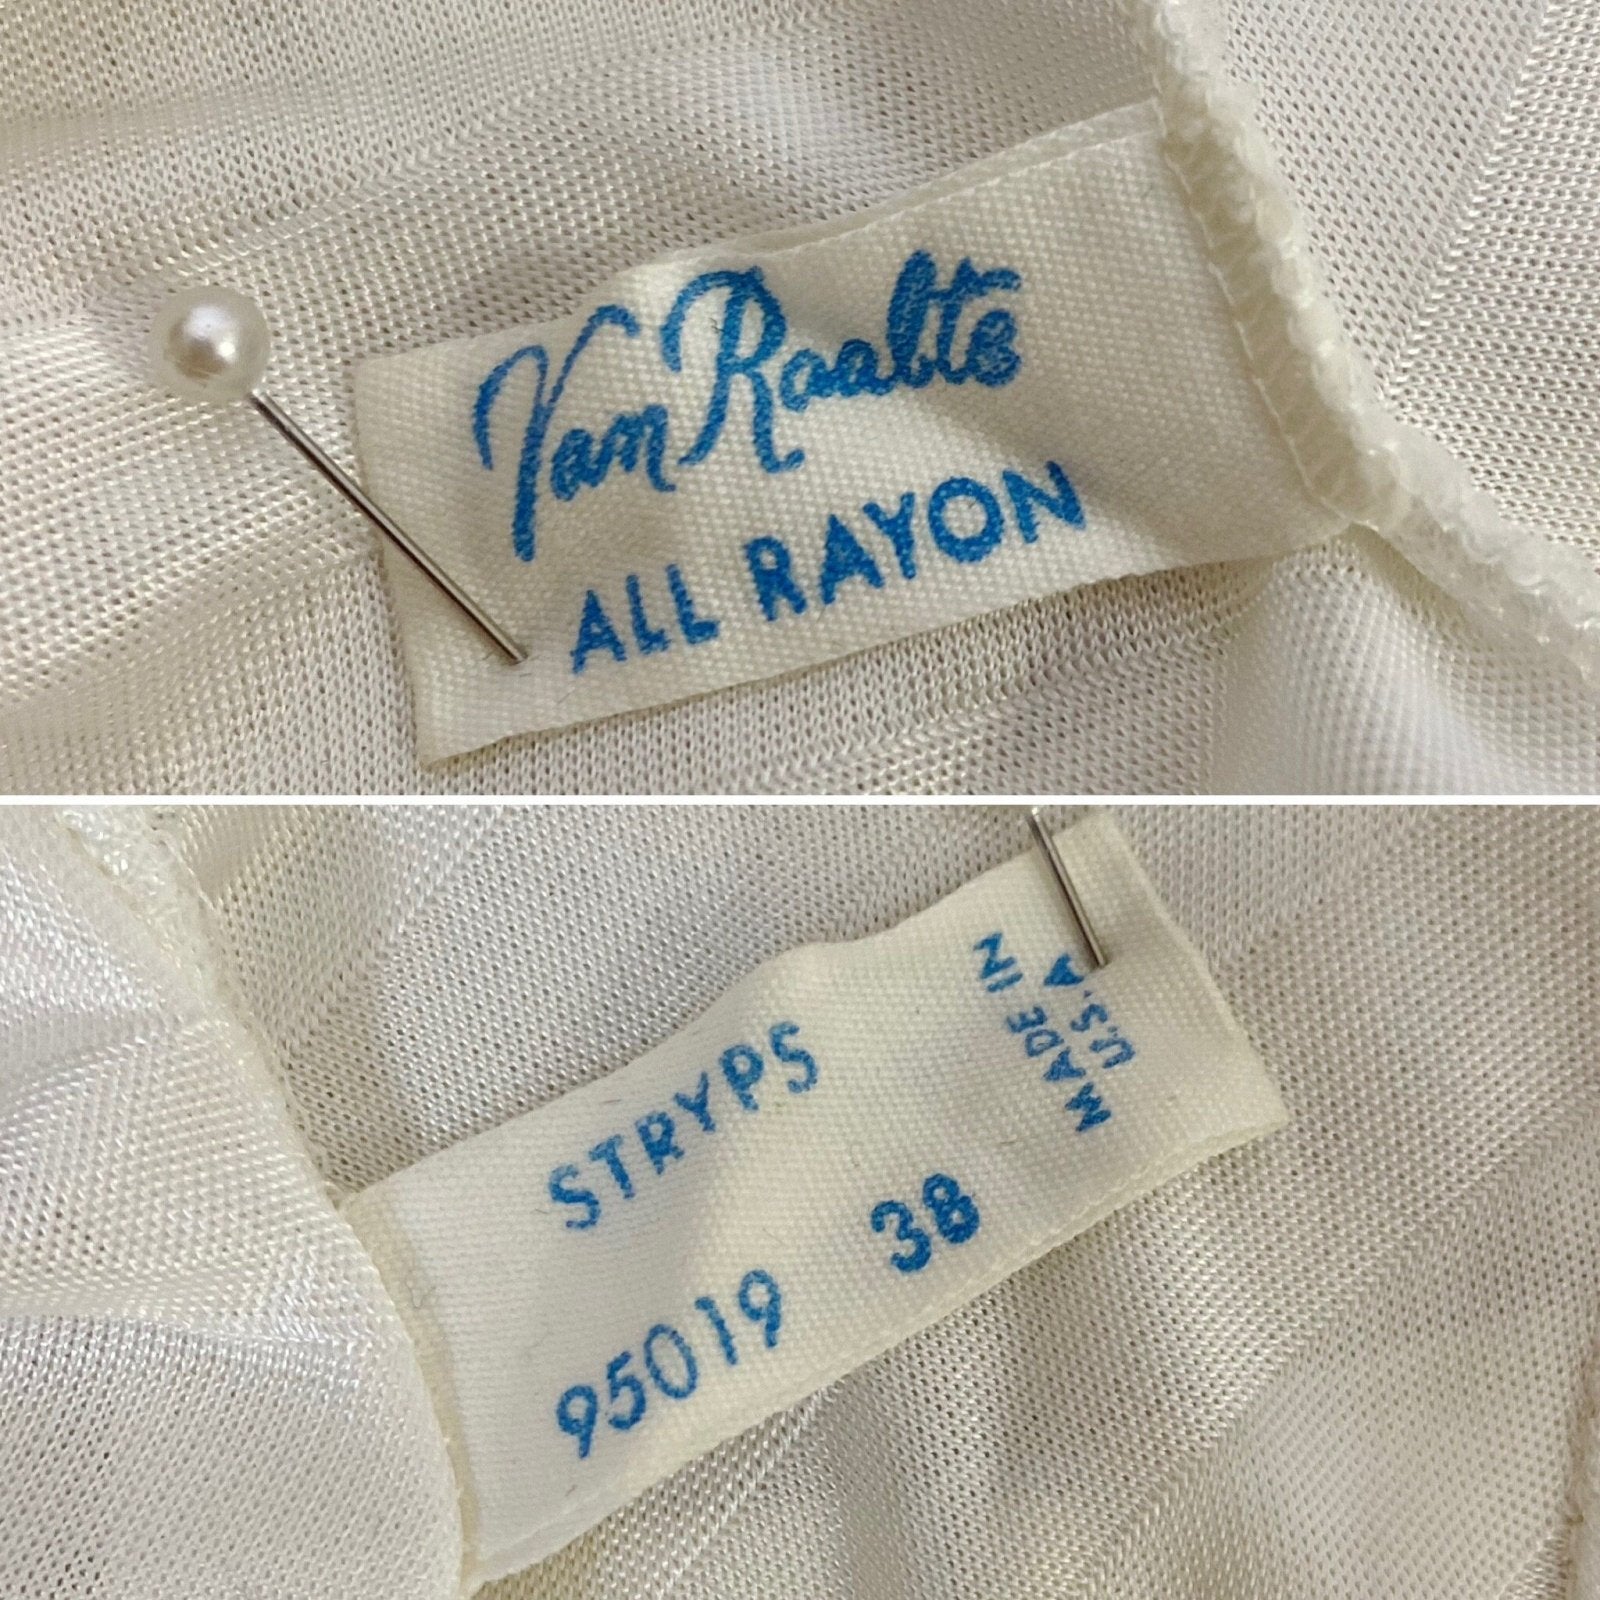 Van Raalte
ALL RAYON
STRYPS
95019 38
MADE IN
U.S.A